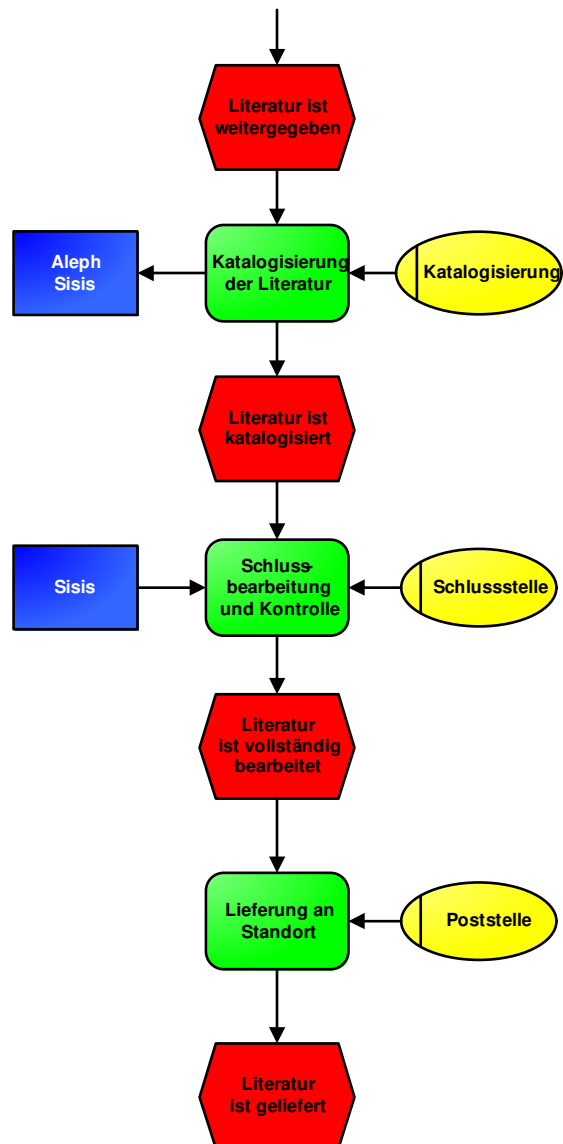 Literatur ist
weitergegeben
Aleph
Sisis
Katalogisierung
der Literatur
Katalogisierung
Literatur ist
katalogisiert
Sisis
Schluss-
bearbeitung
und Kontrolle
Schlussstelle
Literatur
ist vollständig
bearbeitet
Lieferung an
Standort
Poststelle
Literatur
ist geliefert